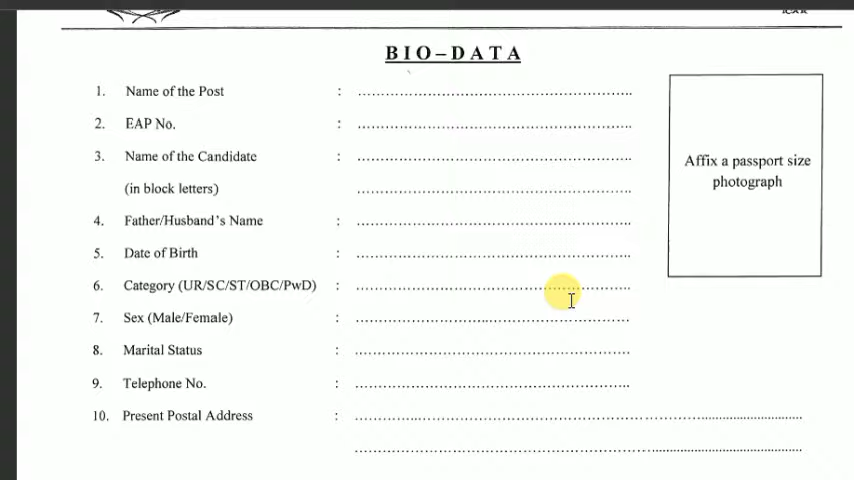 ICAR
BIO-DATA
1. Name of the Post :
2. EAP No. :
3. Name of the Candidate :
(in block letters)
4. Father/Husband's Name :
5. Date of Birth :
6. Category (UR/SC/ST/OBC/PwD) :
7. Sex (Male/Female) :
8. Marital Status :
9. Telephone No. :
10. Present Postal Address :
Affix a passport size
photograph